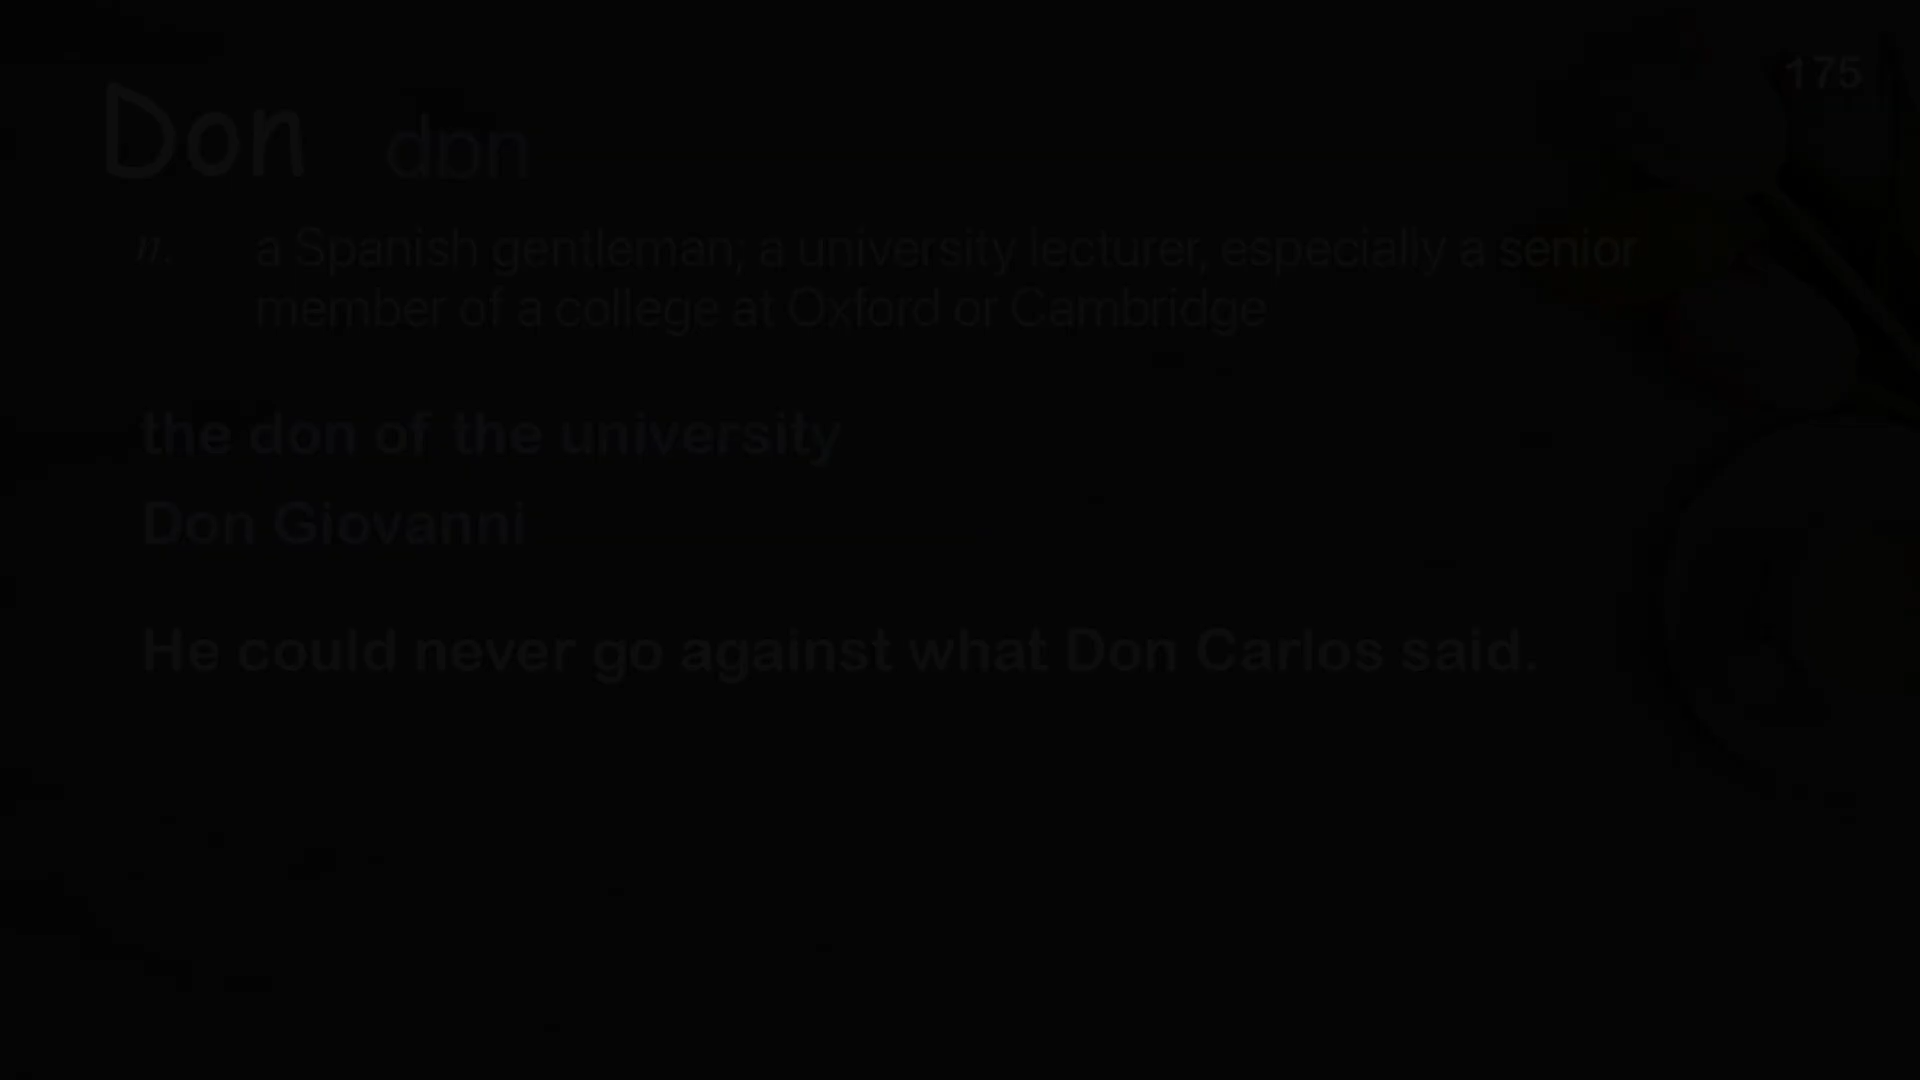 175
Don dɒn
n. a Spanish gentleman; a university lecturer, especially a senior
member of a college at Oxford or Cambridge
the don of the university
Don Giovanni
He could never go against what Don Carlos said.